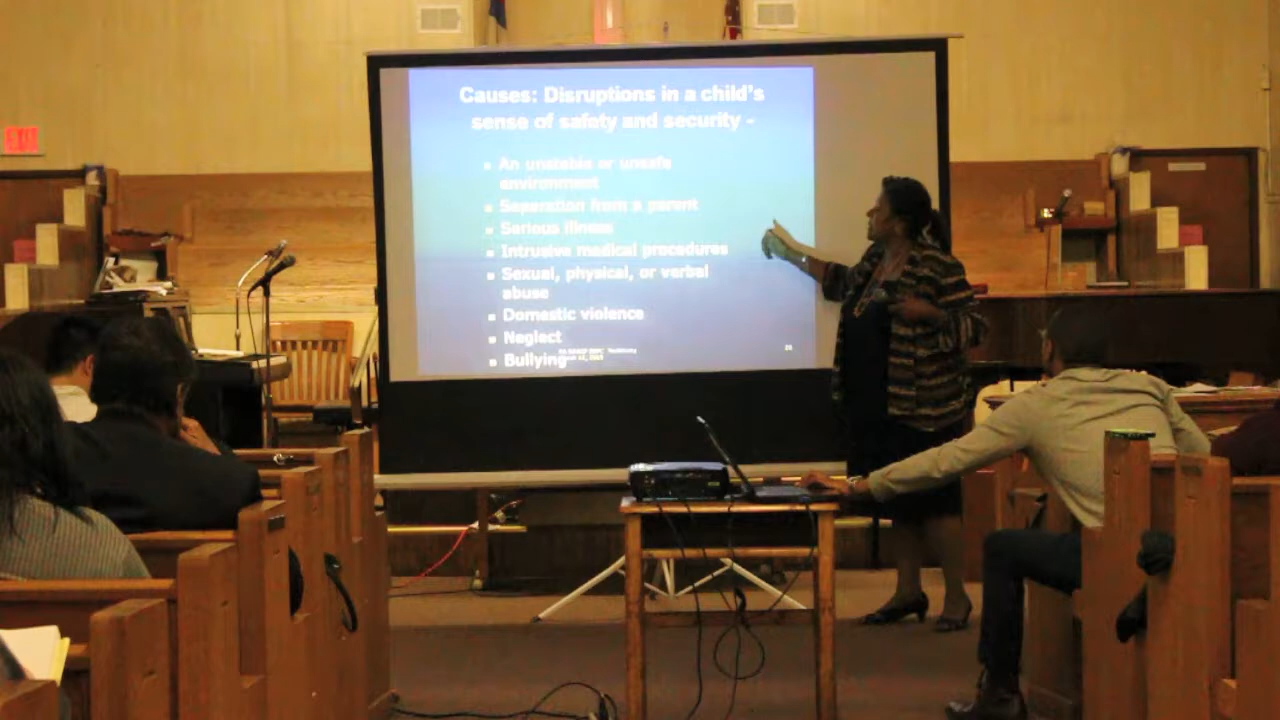 EXIT
Causes: Disruptions in a child's
sense of safety and security -
An unstable or unsafe
environment
Separation from a parent
Serious illness
Intrusive medical procedures
Sexual, physical, or verbal
abuse
Domestic violence
Neglect
Bullying